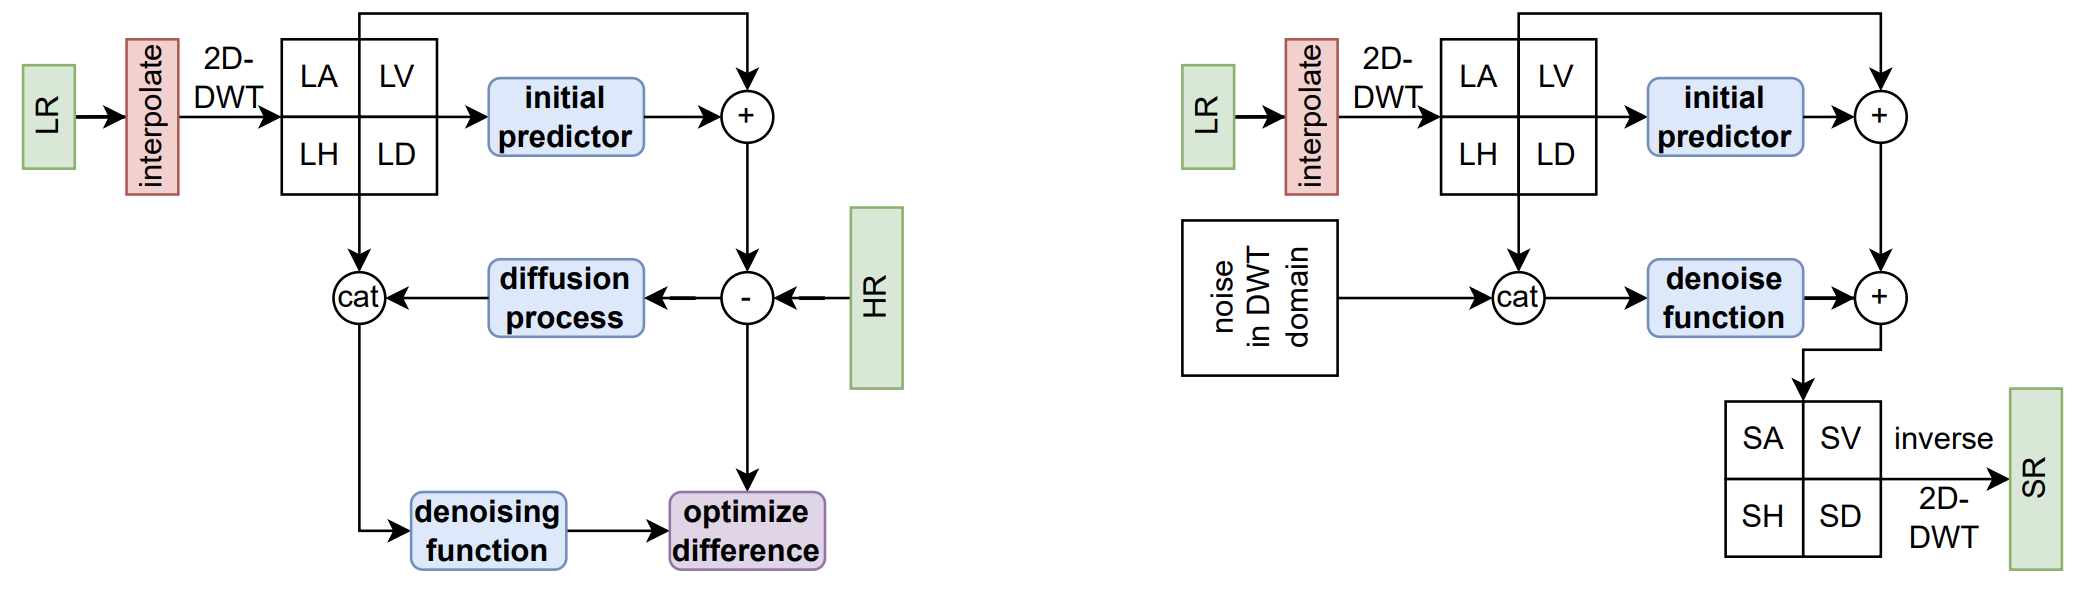 LR
interpolate
2D-
DWT
LA
LV
LH
LD
initial
predictor
+
cat
diffusion
process
-
HR
denoising
function
optimize
difference
LR
interpolate
2D-
DWT
LA
LV
LH
LD
initial
predictor
+
noise
in DWT
domain
cat
denoise
function
+
SA
SV
SH
SD
inverse
2D-
DWT
SR